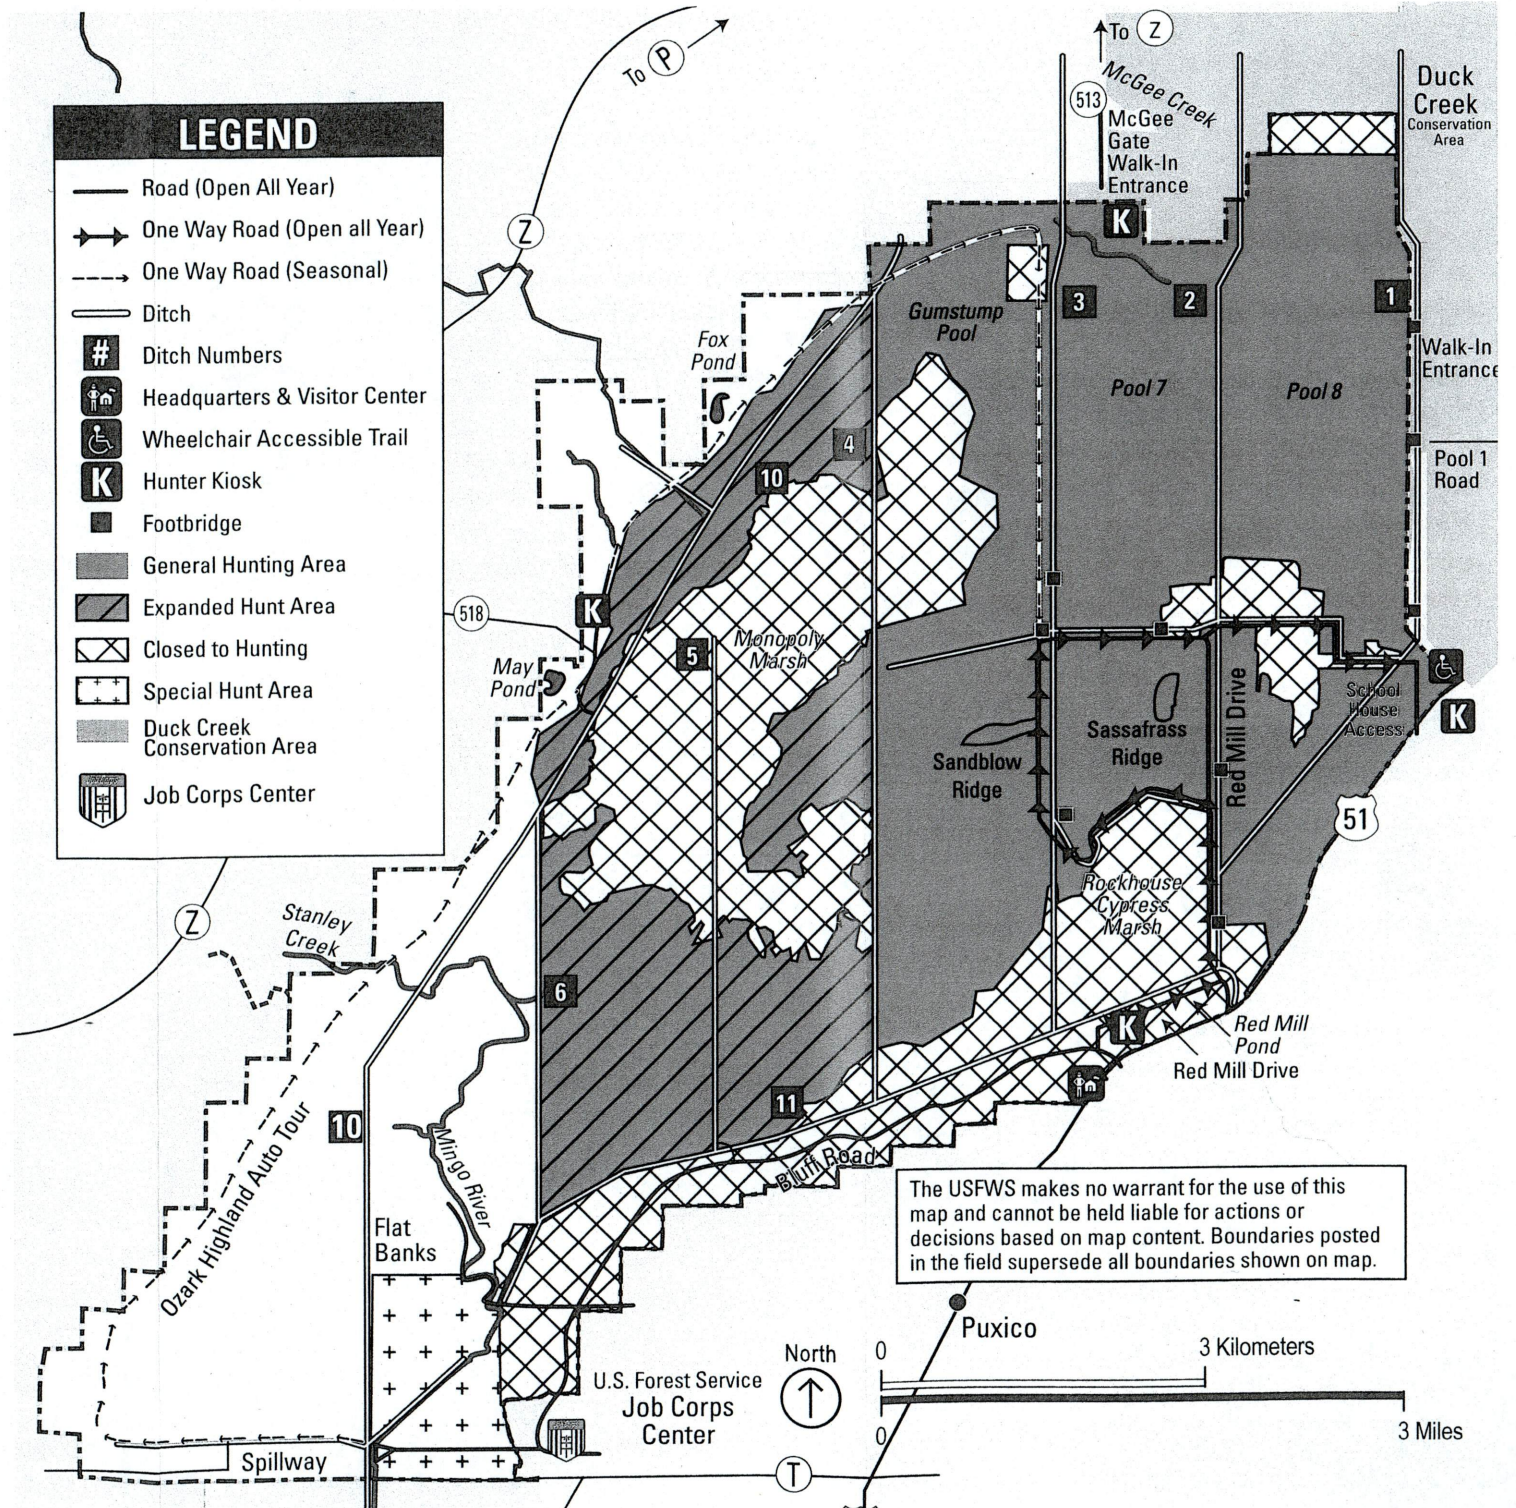 To P
To Z
McGee Creek
513
McGee
Gate
Walk-In
Entrance
Duck
Creek
Conservation
Area
LEGEND
Road (Open All Year)
One Way Road (Open all Year)
One Way Road (Seasonal)
Ditch
# Ditch Numbers
Headquarters & Visitor Center
Wheelchair Accessible Trail
K Hunter Kiosk
Footbridge
General Hunting Area
Expanded Hunt Area
Closed to Hunting
Special Hunt Area
Duck Creek
Conservation Area
Job Corps Center
Z
K
3
2
1
Gumstump
Pool
Fox
Pond
Walk-In
Entrance
Pool 7
Pool 8
4
10
Pool 1
Road
518
K
5
Monopoly
Marsh
May
Pond
School
House
Access
K
Red Mill Drive
Sassafrass
Ridge
Sandblow
Ridge
51
Rockhouse
Cypress
Marsh
Z
Stanley
Creek
6
K
Red Mill
Pond
Red Mill Drive
11
10
Ozark Highland Auto Tour
Mingo River
Bluff Road
Flat
Banks
The USFWS makes no warrant for the use of this
map and cannot be held liable for actions or
decisions based on map content. Boundaries posted
in the field supersede all boundaries shown on map.
Puxico
North
0
3 Kilometers
0
3 Miles
U.S. Forest Service
Job Corps
Center
Spillway
T